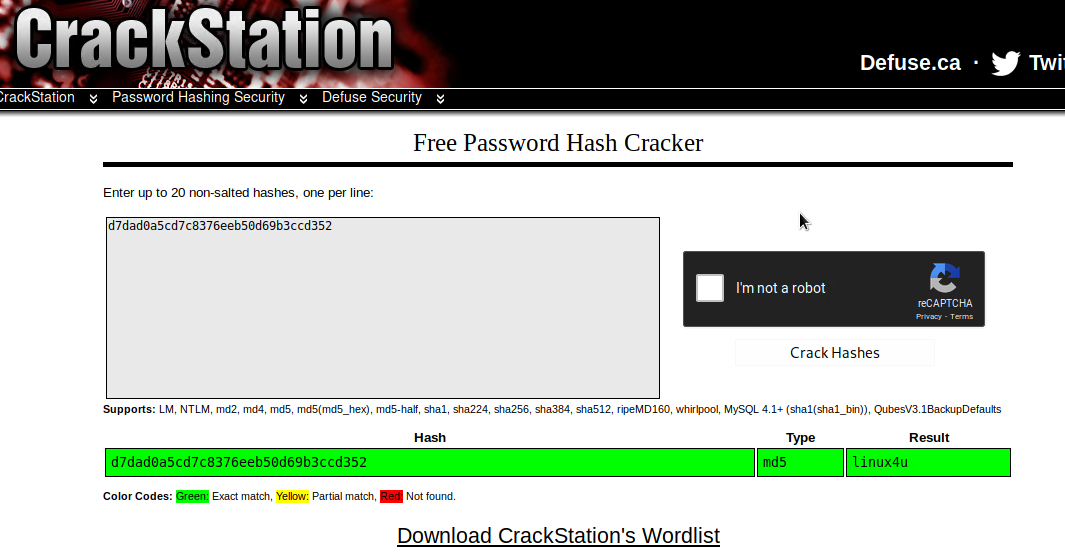 CrackStation
Defuse.ca · Twi
CrackStation Password Hashing Security Defuse Security
Free Password Hash Cracker
Enter up to 20 non-salted hashes, one per line:
d7dad0a5cd7c8376eeb50d69b3ccd352
I'm not a robot
reCAPTCHA
Privacy - Terms
Crack Hashes
Supports: LM, NTLM, md2, md4, md5, md5(md5_hex), md5-half, sha1, sha224, sha256, sha384, sha512, ripeMD160, whirlpool, MySQL 4.1+ (sha1(sha1_bin)), QubesV3.1BackupDefaults
Hash Type Result
d7dad0a5cd7c8376eeb50d69b3ccd352 md5 linux4u
Color Codes: Green: Exact match, Yellow: Partial match, Red: Not found.
Download CrackStation's Wordlist